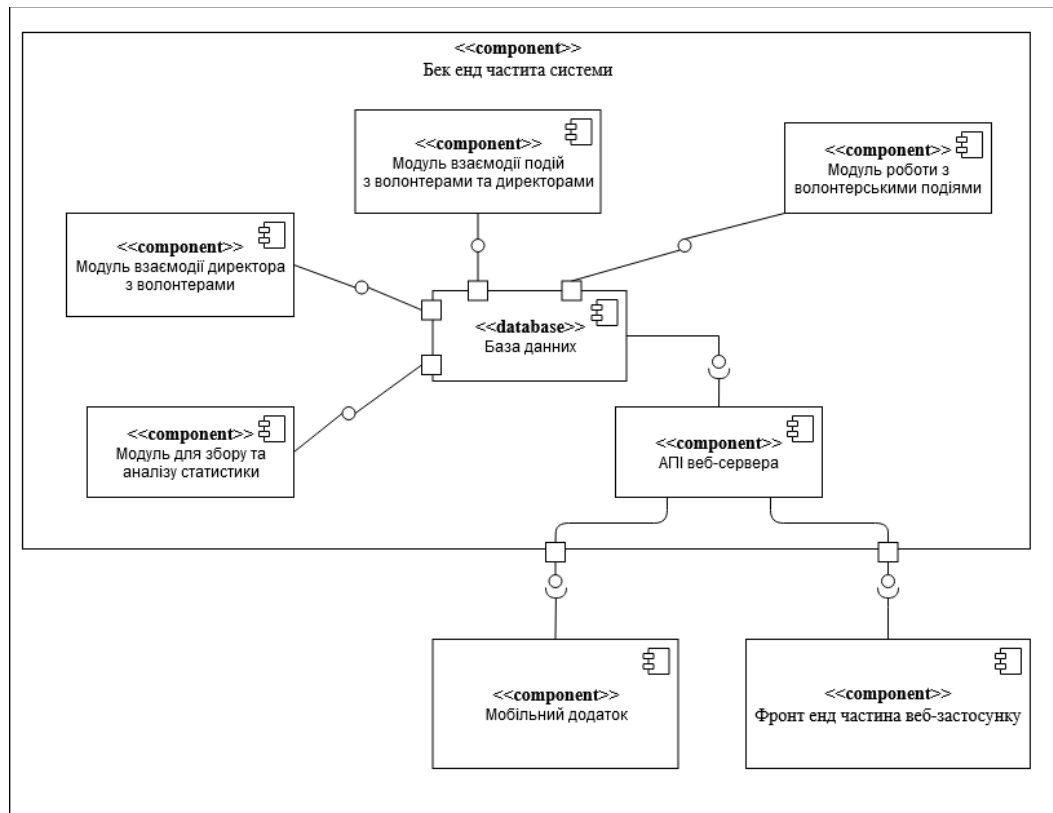 <<component>>
Бек енд частита системи
<<component>>
Модуль взаємодії подій
з волонтерами та директорами
<<component>>
Модуль роботи з
волонтерськими подіями
<<component>>
Модуль взаємодії директора
з волонтерами
<<database>>
База данних
<<component>>
Модуль для збору та
аналізу статистики
<<component>>
АПІ веб-сервера
<<component>>
Мобільний додаток
<<component>>
Фронт енд частина веб-застосунку